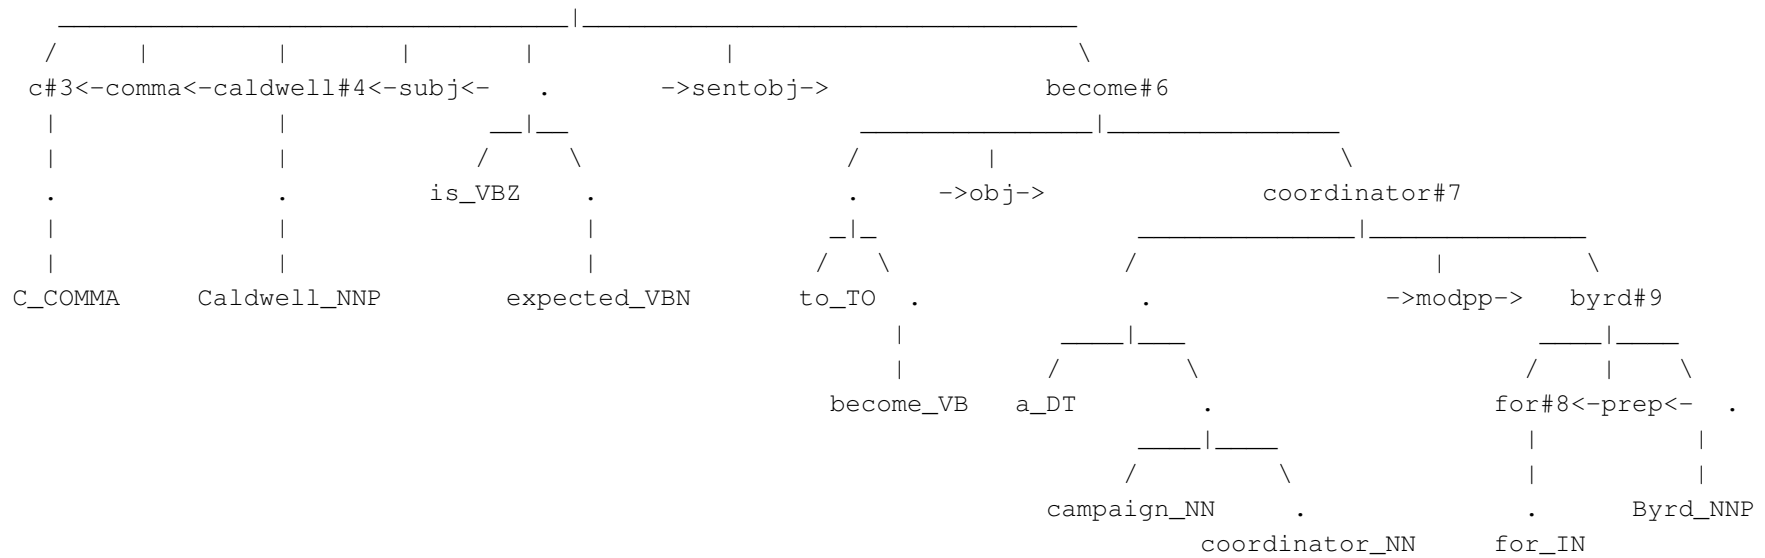 c#3<-comma<-caldwell#4<-subj<- . ->sentobj-> become#6
. . is_VBZ . . ->obj-> coordinator#7
C_COMMA Caldwell_NNP expected_VBN to_TO . . ->modpp-> byrd#9
become_VB a_DT . for#8<-prep<- .
campaign_NN . . Byrd_NNP
coordinator_NN for_IN